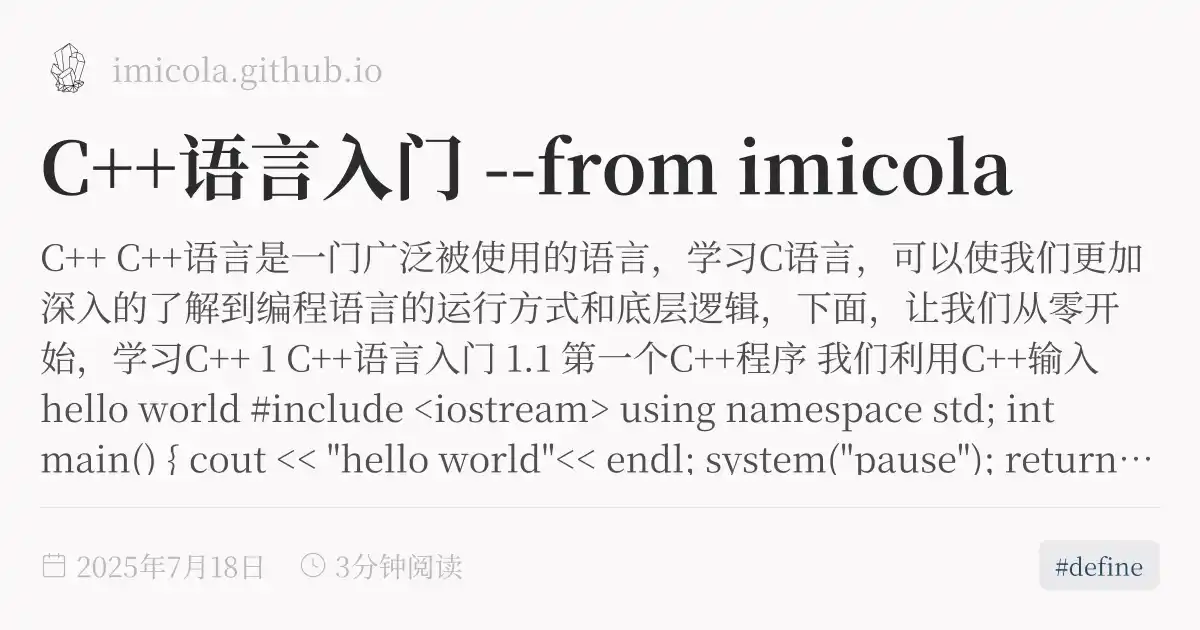 imicola.github.io
C++语言入门 --from imicola
C++ C++语言是一门广泛被使用的语言，学习C语言，可以使我们更加
深入的了解到编程语言的运行方式和底层逻辑，下面，让我们从零开
始，学习C++ 1 C++语言入门 1.1 第一个C++程序 我们利用C++输入
hello world #include <iostream> using namespace std; int
main() { cout << "hello world"<< endl; system("pause"); return…
2025年7月18日 3分钟阅读 #define